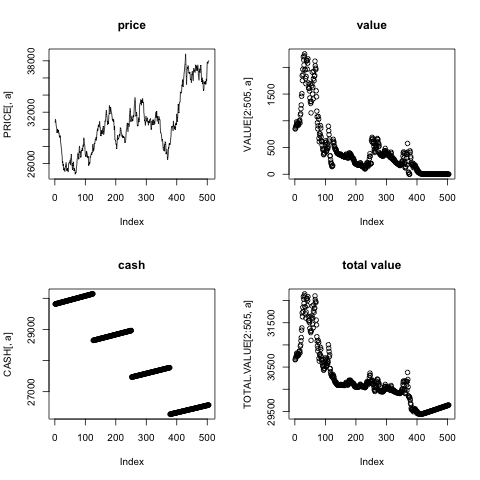 price
PRICE[, a]
38000
32000
26000
0 100 200 300 400 500
Index
value
VALUE[2:505, a]
1500
500
0
0 100 200 300 400 500
Index
cash
CASH[, a]
29000
27000
0 100 200 300 400 500
Index
total value
TOTAL.VALUE[2:505, a]
31500
30500
29500
0 100 200 300 400 500
Index